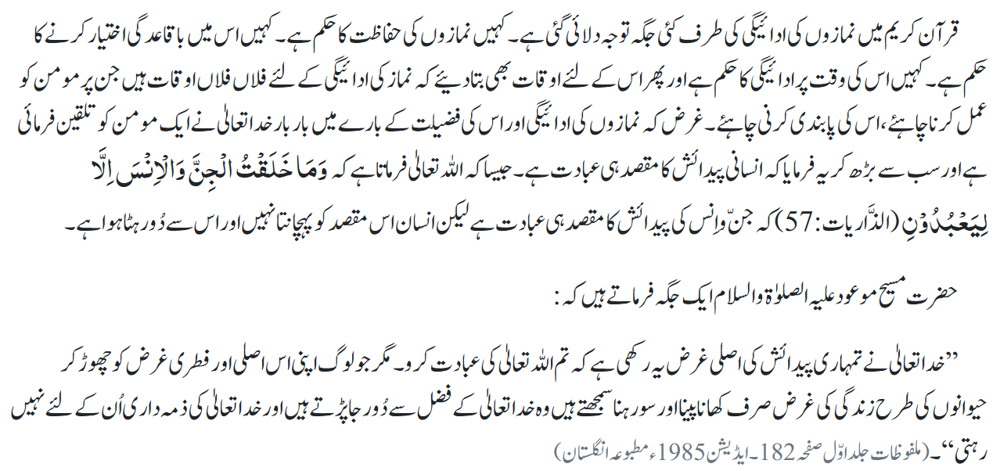 قرآن کریم میں نمازوں کی ادائیگی کی طرف کئی جگہ توجہ دلائی گئی ہے۔ کہیں نمازوں کی حفاظت کا حکم ہے۔ کہیں اس میں باقاعدگی اختیار کرنے کا
حکم ہے۔ کہیں اس کی وقت پر ادائیگی کا حکم ہے اور پھر اس کے لئے اوقات بھی بتا دیئے کہ نماز کی ادائیگی کے لئے فلاں فلاں اوقات ہیں جن پر مومن کو
عمل کرنا چاہئے، اس کی پابندی کرنی چاہئے۔ غرض کہ نمازوں کی ادائیگی اور اس کی فضیلت کے بارے میں بار بار خدا تعالیٰ نے ایک مومن کو تلقین فرمائی
ہے اور سب سے بڑھ کر یہ فرمایا کہ انسانی پیدائش کا مقصد ہی عبادت ہے۔ جیسا کہ اللہ تعالیٰ فرماتا ہے کہ وَمَا خَلَقْتُ الْجِنَّ وَالْاِنْسَ اِلَّا
لِيَعْبُدُوْنِ (الذَّاریات:57) کہ جنّ و اِنس کی پیدائش کا مقصد ہی عبادت ہے لیکن انسان اس مقصد کو پہچانتا نہیں اور اس سے دُور ہٹا ہوا ہے۔
حضرت مسیح موعود علیہ الصلوٰۃ والسلام ایک جگہ فرماتے ہیں کہ:
’’خدا تعالیٰ نے تمہاری پیدائش کی اصلی غرض یہ رکھی ہے کہ تم اللہ تعالیٰ کی عبادت کرو۔ مگر جو لوگ اپنی اس اصلی اور فطری غرض کو چھوڑ کر
حیوانوں کی طرح زندگی کی غرض صرف کھانا پینا اور سو رہنا سمجھتے ہیں وہ خدا تعالیٰ کے فضل سے دُور جا پڑتے ہیں اور خدا تعالیٰ کی ذمہ داری اُن کے لئے نہیں
رہتی‘‘۔ (ملفوظات جلد اوّل صفحہ 182۔ ایڈیشن 1985ء مطبوعہ انگلستان)